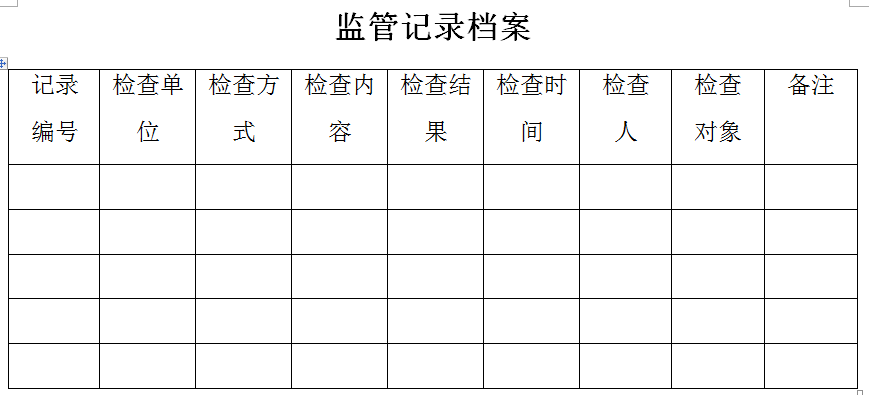 监管记录档案
记录 检查单 检查方 检查内 检查结 检查时 检查 检查 备注
编号 位 式 容 果 间 人 对象